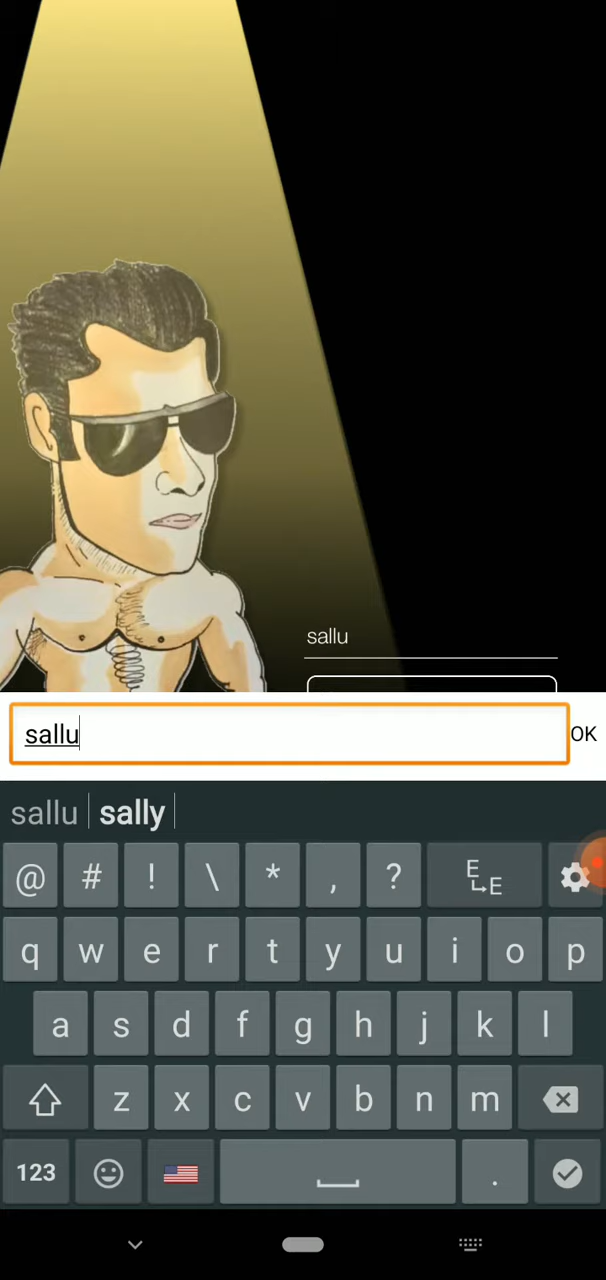 sallu
sallu OK
sallu sally
@ # ! \ * , ? E E
q w e r t y u i o p
a s d f g h j k l
z x c v b n m
123 .